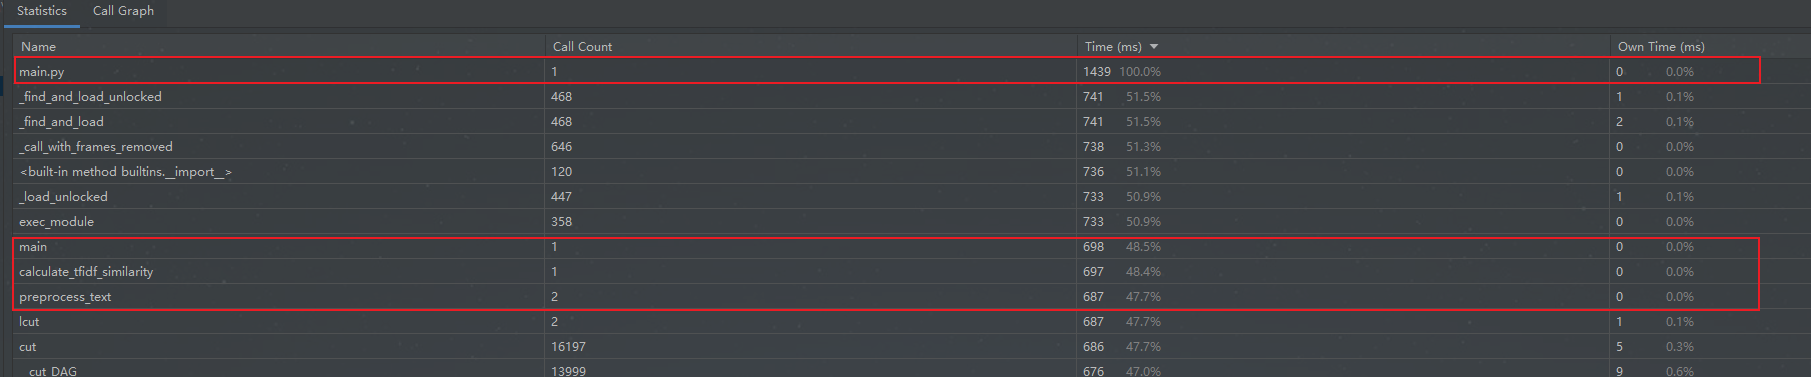 Statistics Call Graph
Name Call Count Time (ms) Own Time (ms)
main.py 1 1439 100.0% 0 0.0%
_find_and_load_unlocked 468 741 51.5% 1 0.1%
_find_and_load 468 741 51.5% 2 0.1%
_call_with_frames_removed 646 738 51.3% 0 0.0%
<built-in method builtins.__import__> 120 736 51.1% 0 0.0%
_load_unlocked 447 733 50.9% 1 0.1%
exec_module 358 733 50.9% 0 0.0%
main 1 698 48.5% 0 0.0%
calculate_tfidf_similarity 1 697 48.4% 0 0.0%
preprocess_text 2 687 47.7% 0 0.0%
lcut 2 687 47.7% 1 0.1%
cut 16197 686 47.7% 5 0.3%
__cut_DAG 13999 676 47.0% 9 0.6%